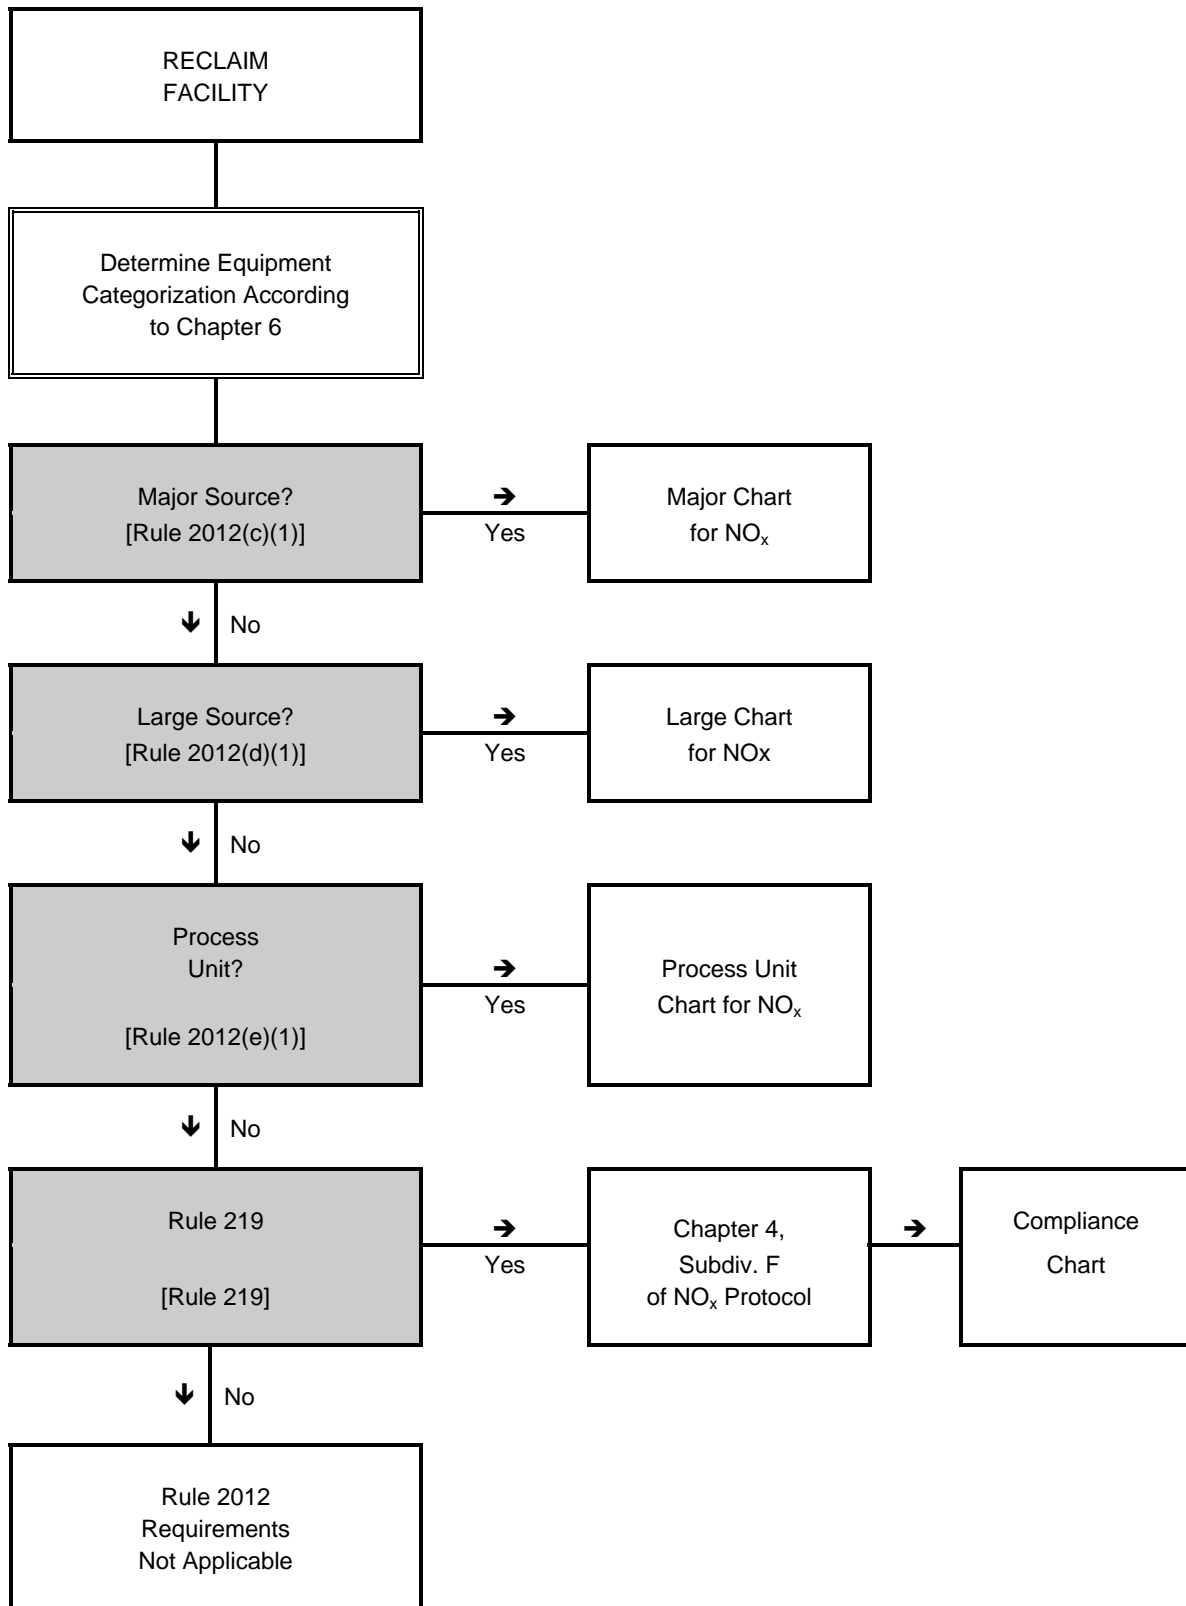 RECLAIM
FACILITY
Determine Equipment
Categorization According
to Chapter 6
Major Source?
[Rule 2012(c)(1)]
➔
Yes
Major Chart
for NOₓ
🡻 No
Large Source?
[Rule 2012(d)(1)]
➔
Yes
Large Chart
for NOx
🡻 No
Process
Unit?
[Rule 2012(e)(1)]
➔
Yes
Process Unit
Chart for NOₓ
🡻 No
Rule 219
[Rule 219]
➔
Yes
Chapter 4,
Subdiv. F
of NOₓ Protocol
➔
Compliance
Chart
🡻 No
Rule 2012
Requirements
Not Applicable